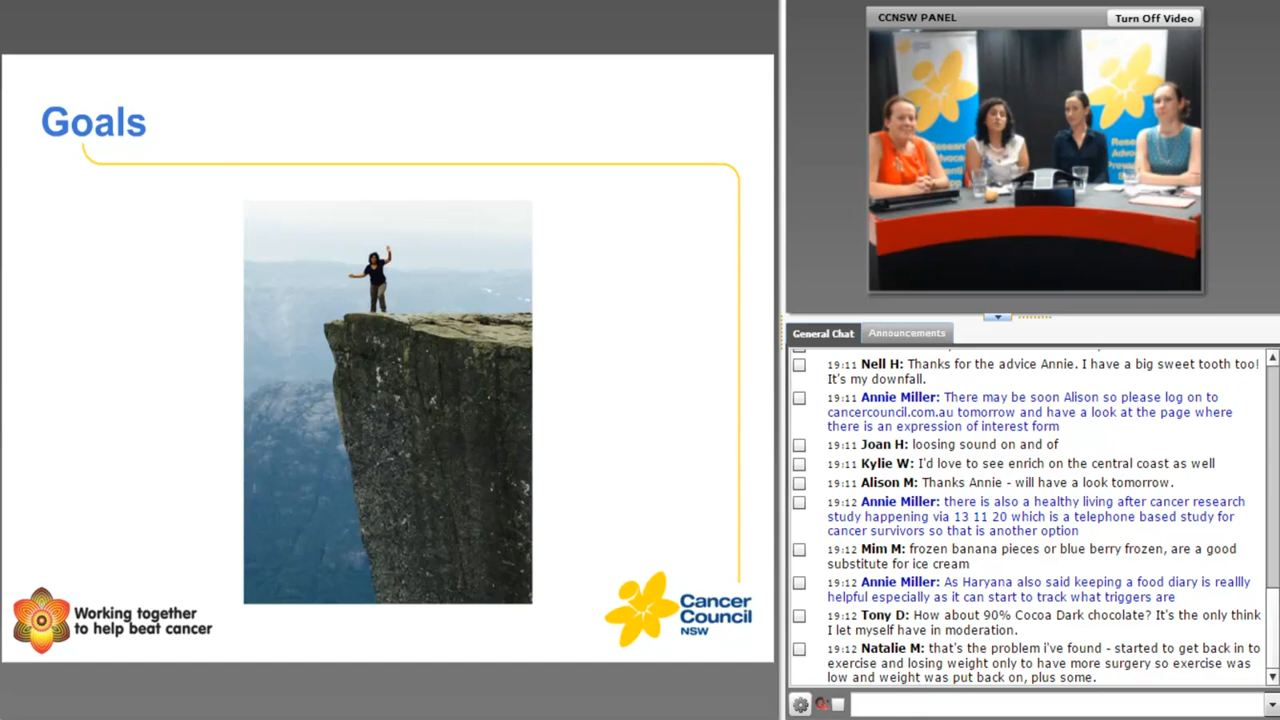 Goals
Working together
to help beat cancer
Cancer
Council
NSW
CCNSW PANEL
Turn Off Video
General Chat
Announcements
19:11 Nell H: Thanks for the advice Annie. I have a big sweet tooth too!
It's my downfall.
19:11 Annie Miller: There may be soon Alison so please log on to
cancercouncil.com.au tomorrow and have a look at the page where
there is an expression of interest form
19:11 Joan H: loosing sound on and of
19:11 Kylie W: I'd love to see enrich on the central coast as well
19:11 Alison M: Thanks Annie - will have a look tomorrow.
19:12 Annie Miller: there is also a healthy living after cancer research
study happening via 13 11 20 which is a telephone based study for
cancer survivors so that is another option
19:12 Mim M: frozen banana pieces or blue berry frozen, are a good
substitute for ice cream
19:12 Annie Miller: As Haryana also said keeping a food diary is reallly
helpful especially as it can start to track what triggers are
19:12 Tony D: How about 90% Cocoa Dark chocolate? It's the only think
I let myself have in moderation.
19:12 Natalie M: that's the problem i've found - started to get back in to
exercise and losing weight only to have more surgery so exercise was
low and weight was put back on, plus some.